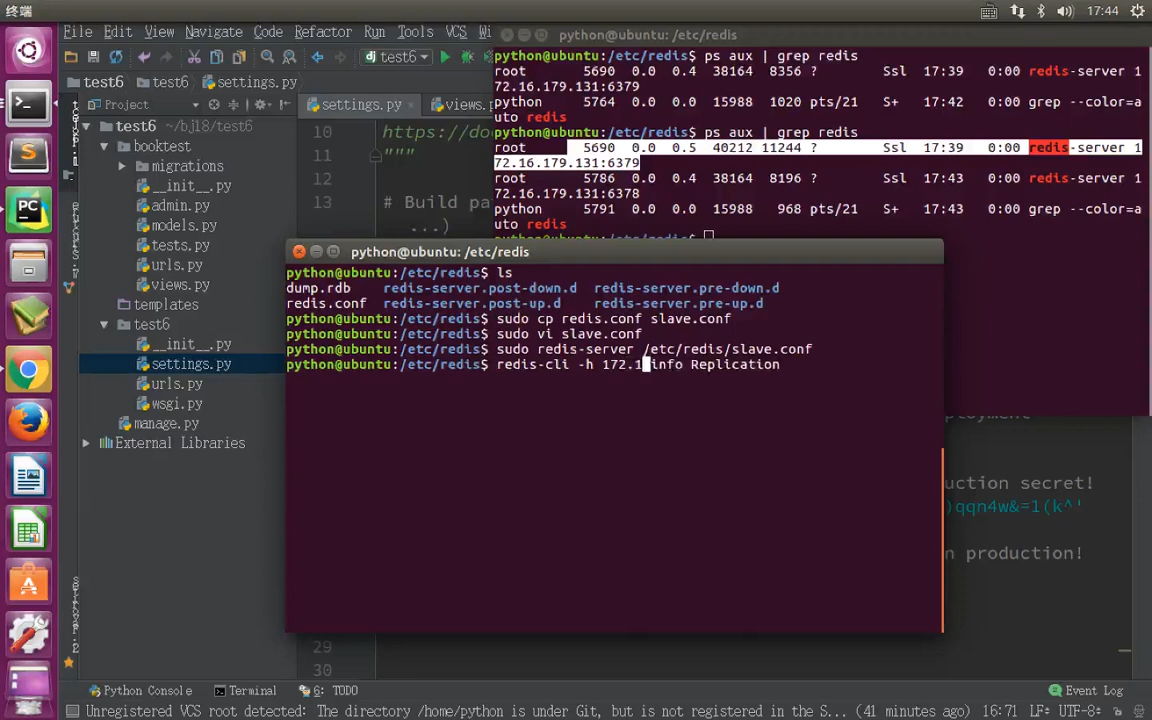 终端
17:44
File Edit View Navigate Code Refactor Run Tools VCS Wi
test6
test6 test6 settings.py
Project
settings.py views.
test6 ~/bj18/test6
booktest
migrations
__init__.py
admin.py
models.py
tests.py
urls.py
views.py
templates
test6
__init__.py
settings.py
urls.py
wsgi.py
manage.py
External Libraries
10 https://do
11 """
12
13 # Build pa
...)
python@ubuntu: /etc/redis
python@ubuntu:/etc/redis$ ps aux | grep redis
root 5690 0.0 0.4 38164 8356 ? Ssl 17:39 0:00 redis-server 1
72.16.179.131:6379
python 5764 0.0 0.0 15988 1020 pts/21 S+ 17:42 0:00 grep --color=a
uto redis
python@ubuntu:/etc/redis$ ps aux | grep redis
root 5690 0.0 0.5 40212 11244 ? Ssl 17:39 0:00 redis-server 1
72.16.179.131:6379
root 5786 0.0 0.4 38164 8196 ? Ssl 17:43 0:00 redis-server 1
72.16.179.131:6378
python 5791 0.0 0.0 15988 968 pts/21 S+ 17:43 0:00 grep --color=a
uto redis
python@ubuntu:/etc/redis$
python@ubuntu: /etc/redis
python@ubuntu:/etc/redis$ ls
dump.rdb redis-server.post-down.d redis-server.pre-down.d
redis.conf redis-server.post-up.d redis-server.pre-up.d
python@ubuntu:/etc/redis$ sudo cp redis.conf slave.conf
python@ubuntu:/etc/redis$ sudo vi slave.conf
python@ubuntu:/etc/redis$ sudo redis-server /etc/redis/slave.conf
python@ubuntu:/etc/redis$ redis-cli -h 172.1 info Replication
ployment
uction secret!
)qqn4w&=1(k^'
n production!
29
30
Python Console Terminal 6: TODO Event Log
Unregistered VCS root detected: The directory /home/python is under Git, but is not registered in the S... (41 minutes ago) 16:71 LF÷ UTF-8÷